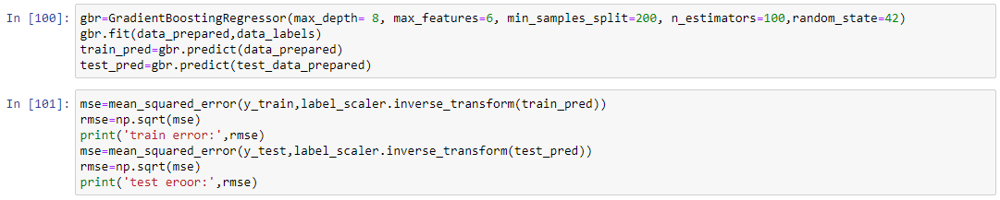 In [100]: gbr=GradientBoostingRegressor(max_depth= 8, max_features=6, min_samples_split=200, n_estimators=100,random_state=42)
gbr.fit(data_prepared,data_labels)
train_pred=gbr.predict(data_prepared)
test_pred=gbr.predict(test_data_prepared)
In [101]: mse=mean_squared_error(y_train,label_scaler.inverse_transform(train_pred))
rmse=np.sqrt(mse)
print('train error:',rmse)
mse=mean_squared_error(y_test,label_scaler.inverse_transform(test_pred))
rmse=np.sqrt(mse)
print('test eroor:',rmse)